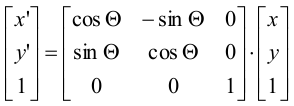 [x'] [cos Θ -sin Θ 0] [x]
[y'] = [sin Θ cos Θ 0] · [y]
[1] [0 0 1] [1]